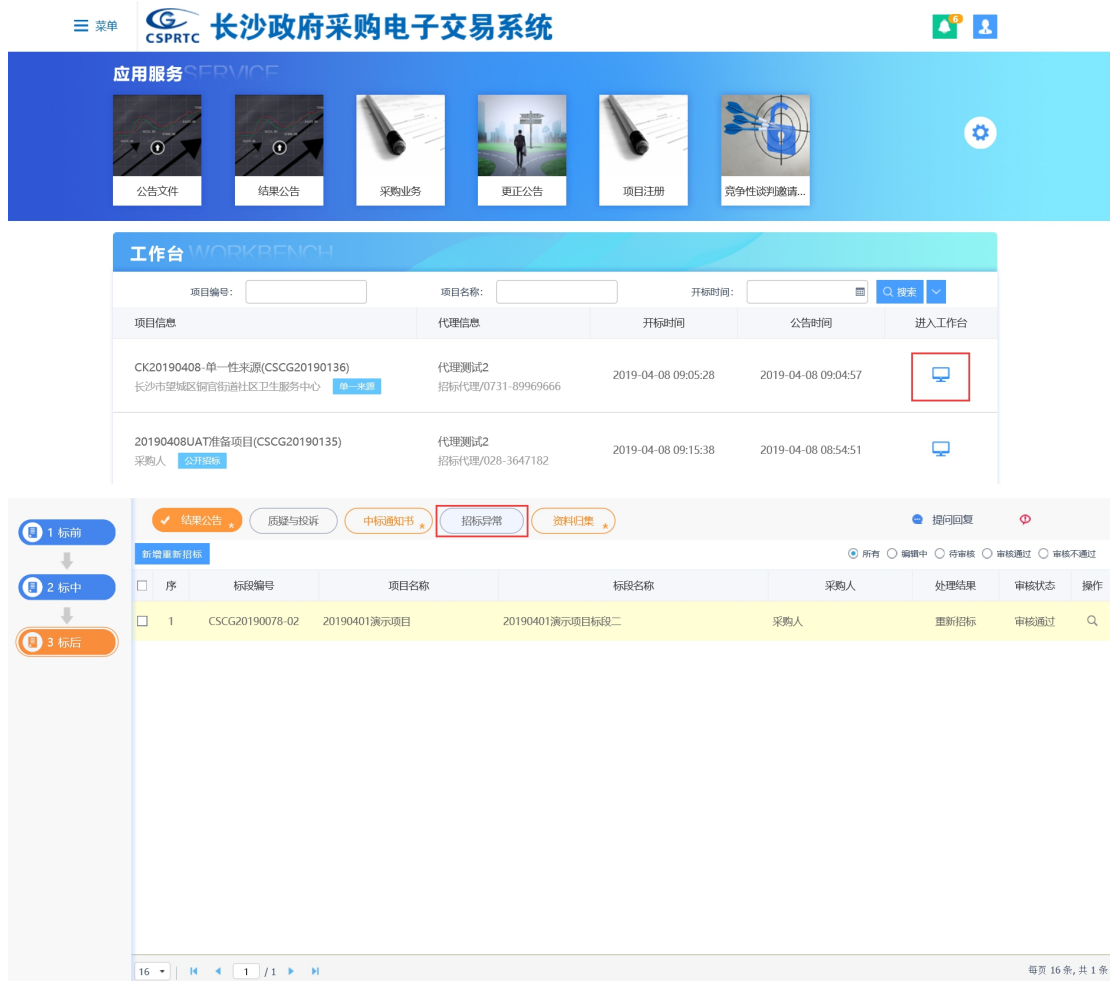 菜单
CSPRTC
长沙政府采购电子交易系统
6
应用服务SERVICE
公告文件 结果公告 采购业务 更正公告 项目注册 竞争性谈判邀请...
工作台 WORKBENCH
项目编号： 项目名称： 开标时间： 搜索
项目信息 代理信息 开标时间 公告时间 进入工作台
CK20190408-单一性来源(CSCG20190136) 代理测试2
2019-04-08 09:05:28 2019-04-08 09:04:57
长沙市望城区铜官街道社区卫生服务中心 单一来源 招标代理/0731-89969666
20190408UAT准备项目(CSCG20190135) 代理测试2
2019-04-08 09:15:38 2019-04-08 08:54:51
采购人 公开招标 招标代理/028-3647182
1 标前
2 标中
3 标后
结果公告 * 质疑与投诉 中标通知书 * 招标异常 资料归集 * 提问回复
新增重新招标 所有 编辑中 待审核 审核通过 审核不通过
序 标段编号 项目名称 标段名称 采购人 处理结果 审核状态 操作
1 CSCG20190078-02 20190401演示项目 20190401演示项目标段二 采购人 重新招标 审核通过
16 1 / 1 每页 16 条, 共 1 条